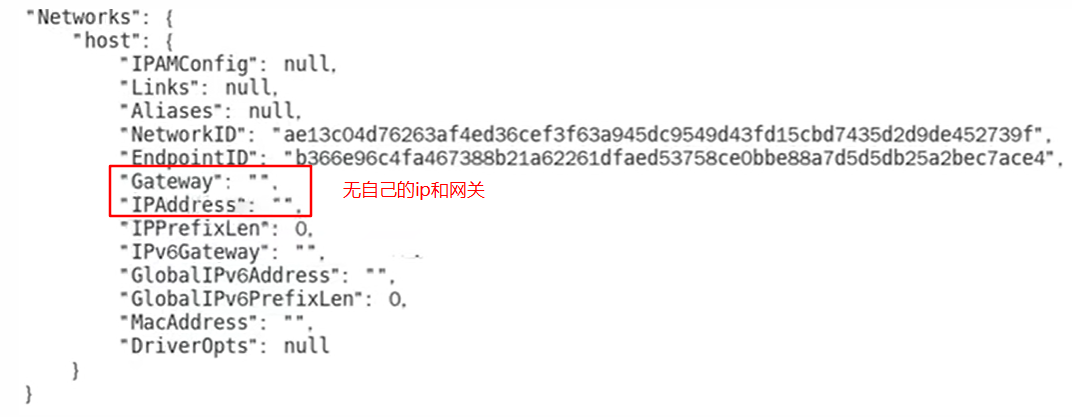 "Networks": {
"host": {
"IPAMConfig": null,
"Links": null,
"Aliases": null,
"NetworkID": "ae13c04d76263af4ed36cef3f63a945dc9549d43fd15cbd7435d2d9de452739f",
"EndpointID": "b366e96c4fa467388b21a62261dfaed53758ce0bbe88a7d5d5db25a2bec7ace4",
"Gateway": "",
"IPAddress": "",
无自己的ip和网关
"IPPrefixLen": 0,
"IPv6Gateway": "",
"GlobalIPv6Address": "",
"GlobalIPv6PrefixLen": 0,
"MacAddress": "",
"DriverOpts": null
}
}